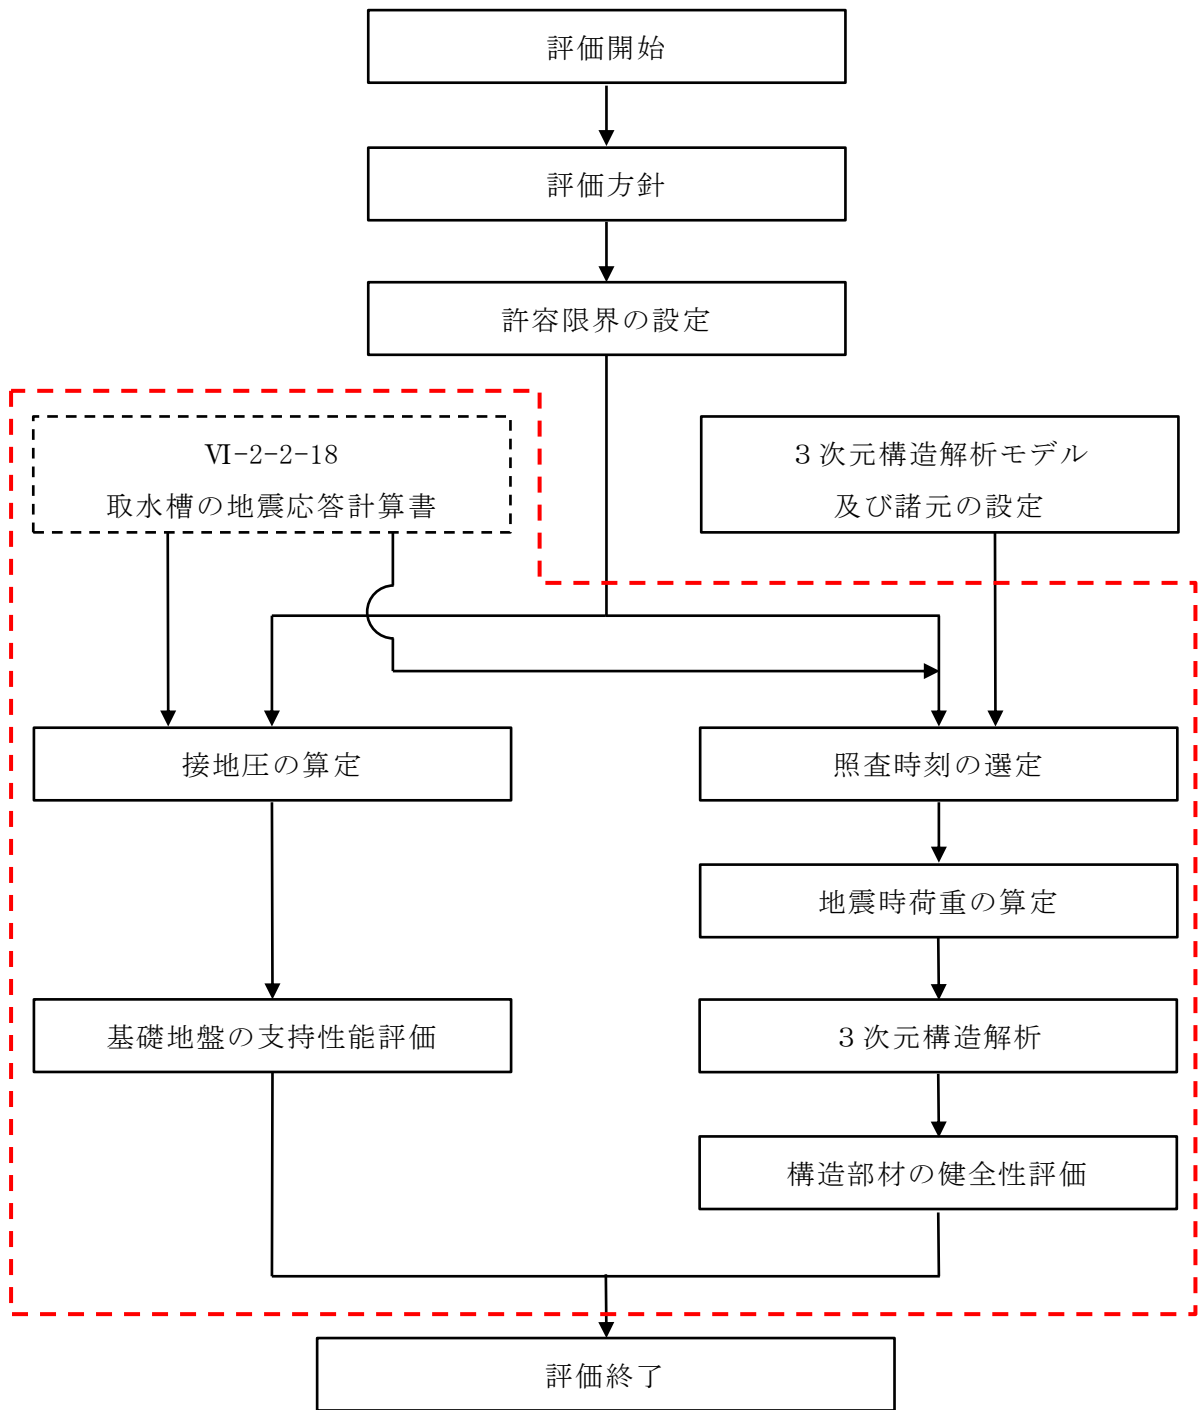 評価開始
評価方針
許容限界の設定
Ⅵ-2-2-18
取水槽の地震応答計算書
３次元構造解析モデル
及び諸元の設定
接地圧の算定
照査時刻の選定
地震時荷重の算定
基礎地盤の支持性能評価
３次元構造解析
構造部材の健全性評価
評価終了